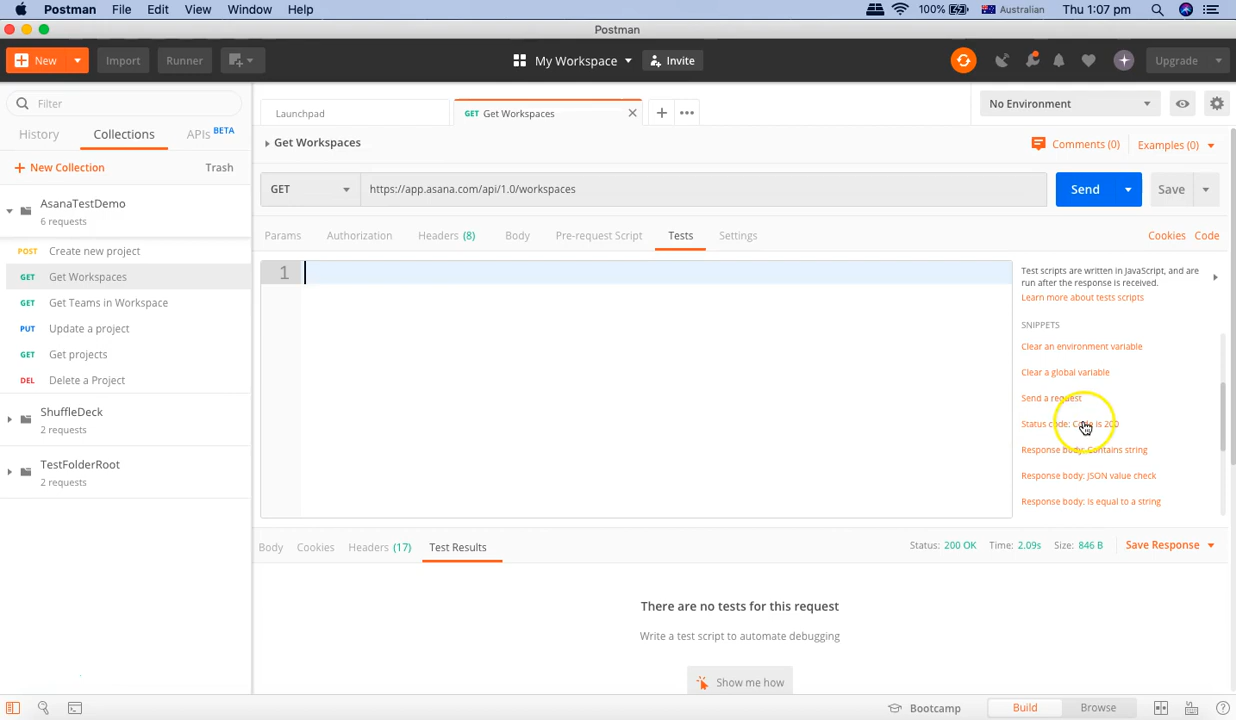 Postman File Edit View Window Help 100% Australian Thu 1:07 pm
Postman
New Import Runner My Workspace Invite Upgrade
Filter
History Collections APIs BETA
New Collection Trash
AsanaTestDemo
6 requests
POST Create new project
GET Get Workspaces
GET Get Teams in Workspace
PUT Update a project
GET Get projects
DEL Delete a Project
ShuffleDeck
2 requests
TestFolderRoot
2 requests
Launchpad GET Get Workspaces No Environment
Get Workspaces Comments (0) Examples (0)
GET https://app.asana.com/api/1.0/workspaces Send Save
Params Authorization Headers (8) Body Pre-request Script Tests Settings Cookies Code
1
Test scripts are written in JavaScript, and are
run after the response is received.
Learn more about tests scripts
SNIPPETS
Clear an environment variable
Clear a global variable
Send a request
Status code: Code is 200
Response body: Contains string
Response body: JSON value check
Response body: Is equal to a string
Body Cookies Headers (17) Test Results Status: 200 OK Time: 2.09s Size: 846 B Save Response
There are no tests for this request
Write a test script to automate debugging
Show me how
Bootcamp Build Browse